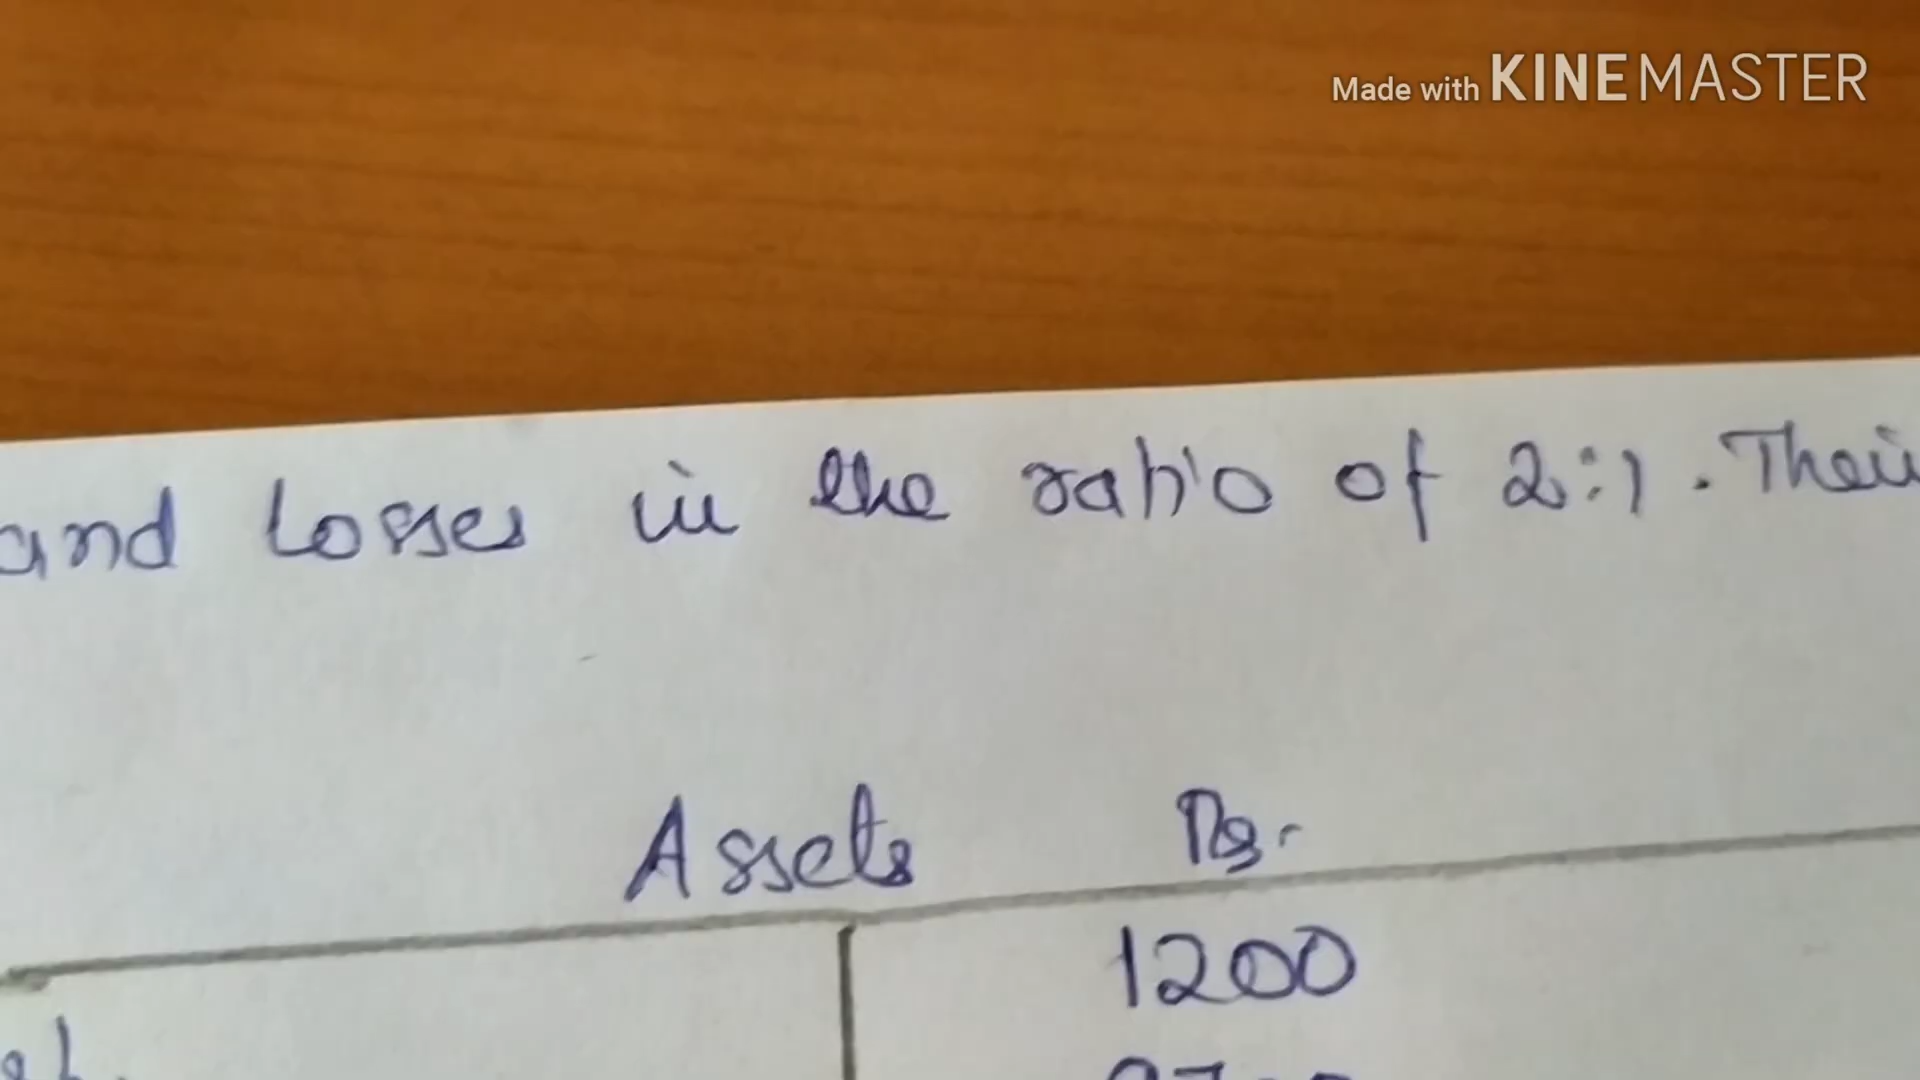 Made with KINEMASTER
and Losses in the ratio of 2:1. Their
Assets Rs.
1200